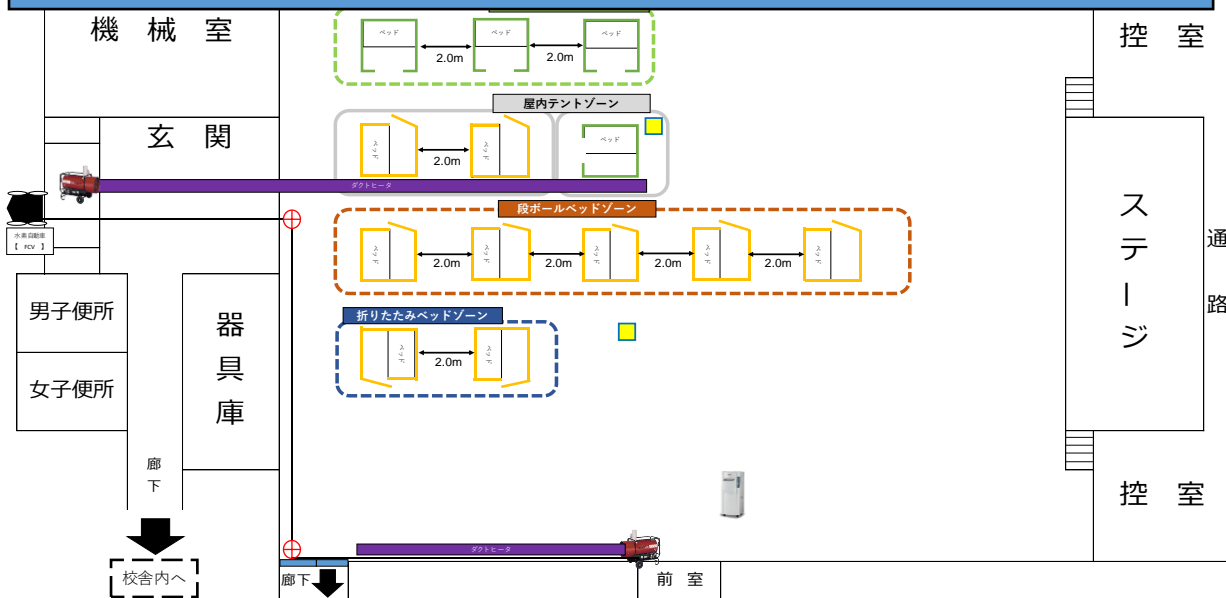 機 械 室
ベッド
ベッド
ベッド
2.0m
2.0m
控 室
屋内テントゾーン
玄 関
ベッド
ベッド
ベッド
2.0m
ダクトヒータ
水素自動車
【 FCV 】
段ボールベッドゾーン
ベッド
ベッド
ベッド
ベッド
ベッド
2.0m
2.0m
2.0m
2.0m
ステージ
通路
男子便所
器具庫
折りたたみベッドゾーン
ベッド
ベッド
2.0m
女子便所
廊下
控 室
ダクトヒータ
校舎内へ
廊下
前 室